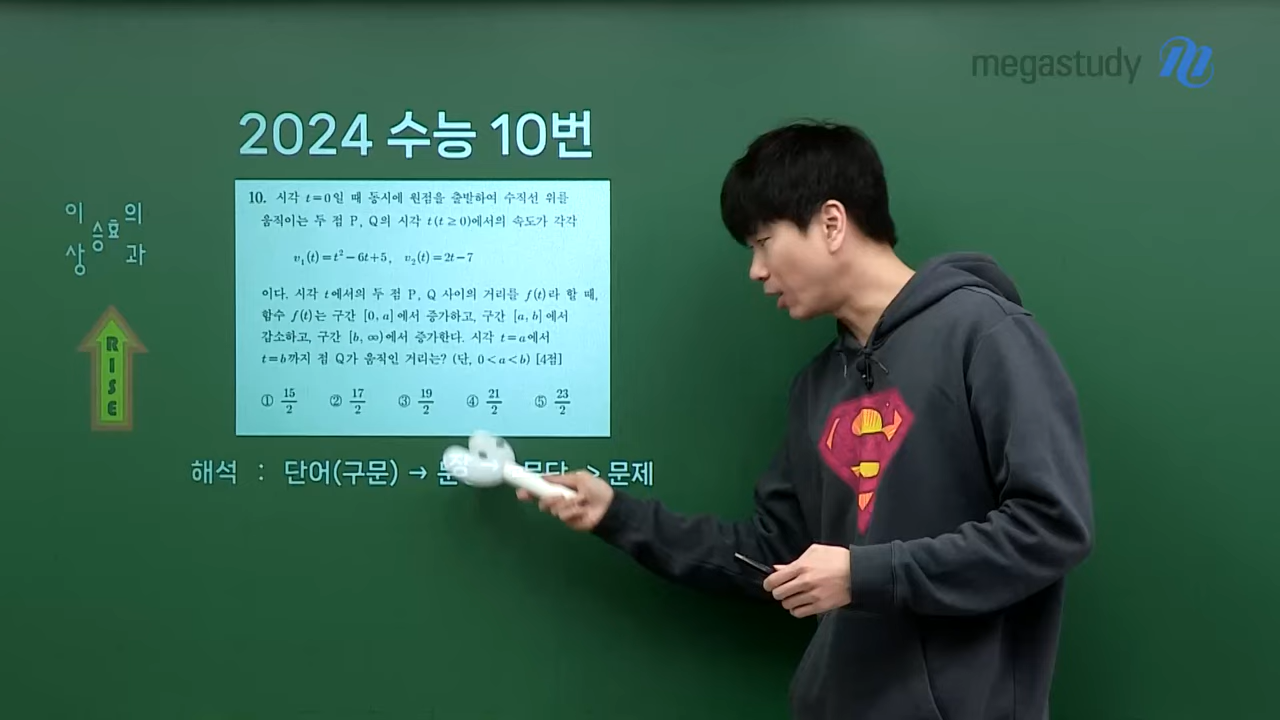 megastudy
2024 수능 10번
10. 시각 t=0일 때 동시에 원점을 출발하여 수직선 위를
움직이는 두 점 P, Q의 시각 t(t≥0)에서의 속도가 각각
v₁(t)=t²-6t+5, v₂(t)=2t-7
이다. 시각 t에서의 두 점 P, Q 사이의 거리를 f(t)라 할 때,
함수 f(t)는 구간 [0, a]에서 증가하고, 구간 [a, b]에서
감소하고, 구간 [b, ∞)에서 증가한다. 시각 t=a에서
t=b까지 점 Q가 움직인 거리는? (단, 0<a<b) [4점]
① 15/2 ② 17/2 ③ 19/2 ④ 21/2 ⑤ 23/2
이 상
승효
의 과
RISE
해석 : 단어(구문) → 문장 → 문단 → 문제